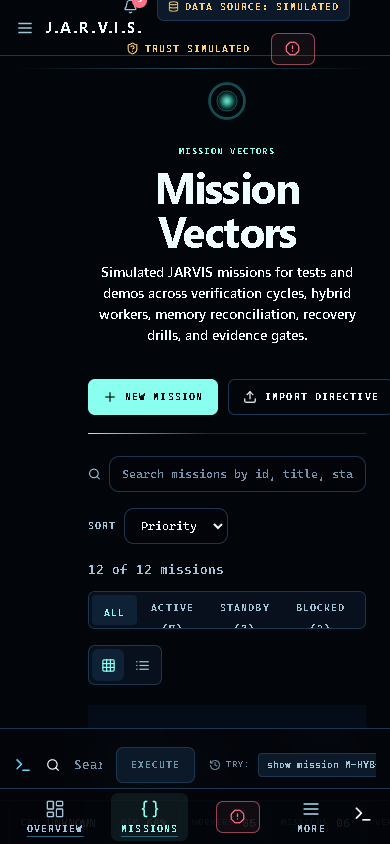 J.A.R.V.I.S.
DATA SOURCE: SIMULATED
TRUST SIMULATED
MISSION VECTORS
Mission
Vectors
Simulated JARVIS missions for tests and
demos across verification cycles, hybrid
workers, memory reconciliation, recovery
drills, and evidence gates.
NEW MISSION
IMPORT DIRECTIVE
Search missions by id, title, sta
SORT
Priority
12 of 12 missions
ALL
ACTIVE
STANDBY
BLOCKED
Sear
EXECUTE
TRY:
show mission M-HYB
OVERVIEW
MISSIONS
MORE